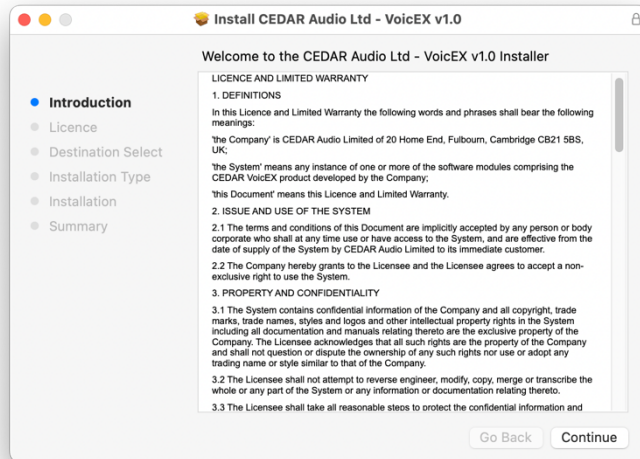 Install CEDAR Audio Ltd - VoicEX v1.0
Welcome to the CEDAR Audio Ltd - VoicEX v1.0 Installer
Introduction
Licence
Destination Select
Installation Type
Installation
Summary
LICENCE AND LIMITED WARRANTY
1. DEFINITIONS
In this Licence and Limited Warranty the following words and phrases shall bear the following
meanings:
'the Company' is CEDAR Audio Limited of 20 Home End, Fulbourn, Cambridge CB21 5BS,
UK;
'the System' means any instance of one or more of the software modules comprising the
CEDAR VoicEX product developed by the Company;
'this Document' means this Licence and Limited Warranty.
2. ISSUE AND USE OF THE SYSTEM
2.1 The terms and conditions of this Document are implicitly accepted by any person or body
corporate who shall at any time use or have access to the System, and are effective from the
date of supply of the System by CEDAR Audio Limited to its immediate customer.
2.2 The Company hereby grants to the Licensee and the Licensee agrees to accept a non-
exclusive right to use the System.
3. PROPERTY AND CONFIDENTIALITY
3.1 The System contains confidential information of the Company and all copyright, trade
marks, trade names, styles and logos and other intellectual property rights in the System
including all documentation and manuals relating thereto are the exclusive property of the
Company. The Licensee acknowledges that all such rights are the property of the Company
and shall not question or dispute the ownership of any such rights nor use or adopt any
trading name or style similar to that of the Company.
3.2 The Licensee shall not attempt to reverse engineer, modify, copy, merge or transcribe the
whole or any part of the System or any information or documentation relating thereto.
3.3 The Licensee shall take all reasonable steps to protect the confidential information and
Go Back
Continue